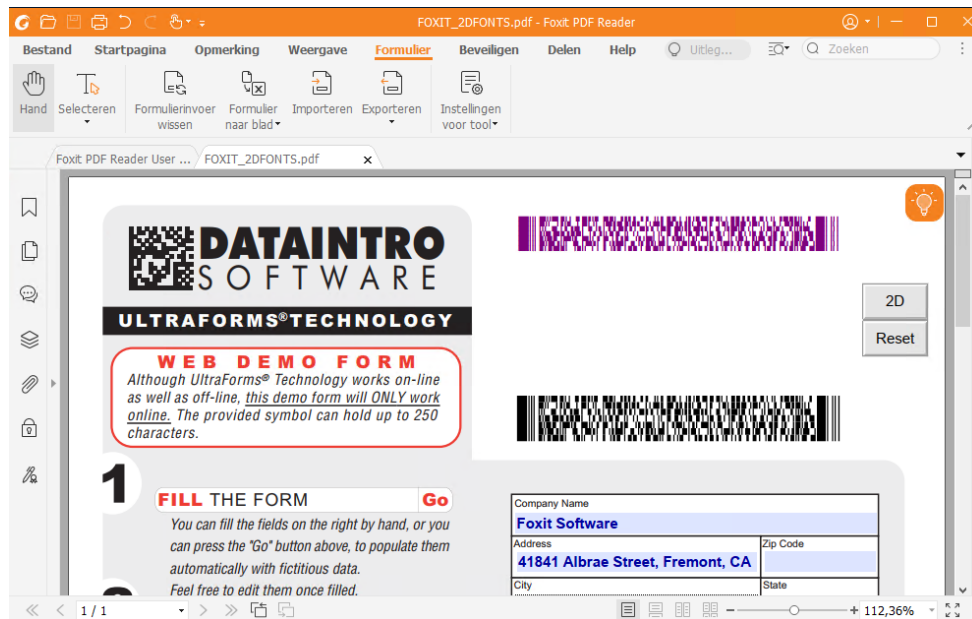 FOXIT_2DFONTS.pdf - Foxit PDF Reader
Bestand Startpagina Opmerking Weergave Formulier Beveiligen Delen Help Uitleg... Zoeken
Hand Selecteren Formulierinvoer wissen Formulier naar blad Importeren Exporteren Instellingen voor tool
Foxit PDF Reader User ... FOXIT_2DFONTS.pdf x
DATAINTRO
SOFTWARE
ULTRAFORMS®TECHNOLOGY
WEB DEMO FORM
Although UltraForms® Technology works on-line
as well as off-line, this demo form will ONLY work
online. The provided symbol can hold up to 250
characters.
2D
Reset
1
FILL THE FORM Go
You can fill the fields on the right by hand, or you
can press the "Go" button above, to populate them
automatically with fictitious data.
Feel free to edit them once filled.
Company Name
Foxit Software
Address Zip Code
41841 Albrae Street, Fremont, CA
City State
1 / 1 112,36%